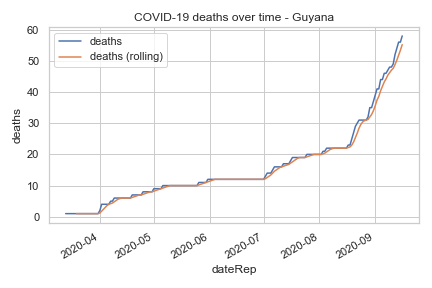 COVID-19 deaths over time - Guyana
deaths
deaths (rolling)
60
50
40
30
20
10
0
deaths
2020-04
2020-05
2020-06
2020-07
2020-08
2020-09
dateRep